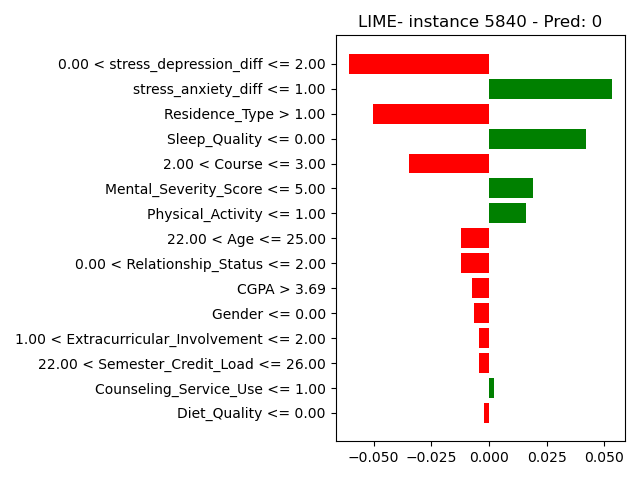 LIME- instance 5840 - Pred: 0
0.00 < stress_depression_diff <= 2.00
stress_anxiety_diff <= 1.00
Residence_Type > 1.00
Sleep_Quality <= 0.00
2.00 < Course <= 3.00
Mental_Severity_Score <= 5.00
Physical_Activity <= 1.00
22.00 < Age <= 25.00
0.00 < Relationship_Status <= 2.00
CGPA > 3.69
Gender <= 0.00
1.00 < Extracurricular_Involvement <= 2.00
22.00 < Semester_Credit_Load <= 26.00
Counseling_Service_Use <= 1.00
Diet_Quality <= 0.00
−0.050 −0.025 0.000 0.025 0.050